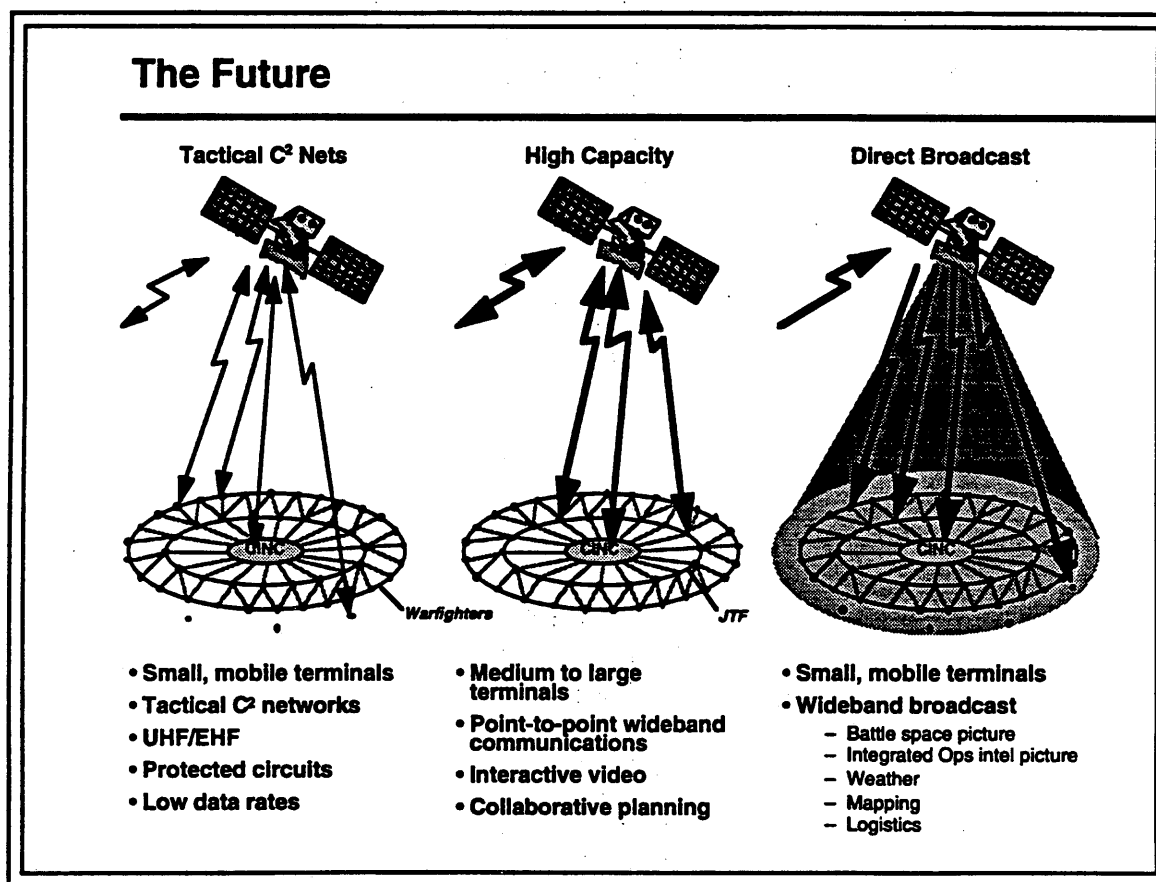 The Future
Tactical C² Nets
CINC
Warfighters
• Small, mobile terminals
• Tactical C² networks
• UHF/EHF
• Protected circuits
• Low data rates
High Capacity
CINC
JTF
• Medium to large
terminals
• Point-to-point wideband
communications
• Interactive video
• Collaborative planning
Direct Broadcast
CINC
• Small, mobile terminals
• Wideband broadcast
– Battle space picture
– Integrated Ops intel picture
– Weather
– Mapping
– Logistics